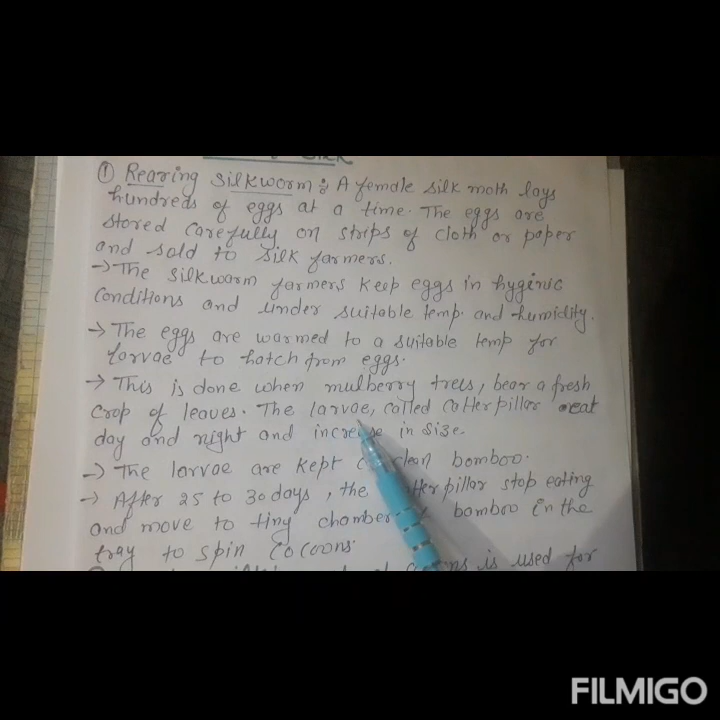 ① Rearing Silkworm : A female silk moth lays
hundreds of eggs at a time. The eggs are
stored carefully on strips of cloth or paper
and sold to silk farmers.
→ The silkworm farmers keep eggs in hyginic
conditions and under suitable temp. and humidity.
→ The eggs are warmed to a suitable temp for
larvae to hatch from eggs.
→ This is done when mulberry trees, bear a fresh
crop of leaves. The larvae, called catterpillar eat
day and night and increase in size.
→ The larvae are kept clean bamboo.
→ After 25 to 30 days, the pillar stop eating
and move to tiny chamber bamboo in the
tray to spin cocoons.
is used for
FILMIGO